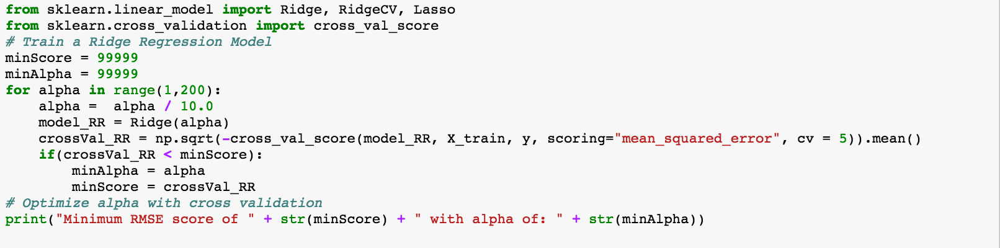 from sklearn.linear_model import Ridge, RidgeCV, Lasso
from sklearn.cross_validation import cross_val_score
# Train a Ridge Regression Model
minScore = 99999
minAlpha = 99999
for alpha in range(1,200):
    alpha =  alpha / 10.0
    model_RR = Ridge(alpha)
    crossVal_RR = np.sqrt(-cross_val_score(model_RR, X_train, y, scoring="mean_squared_error", cv = 5)).mean()
    if(crossVal_RR < minScore):
        minAlpha = alpha
        minScore = crossVal_RR
# Optimize alpha with cross validation
print("Minimum RMSE score of " + str(minScore) + " with alpha of: " + str(minAlpha))